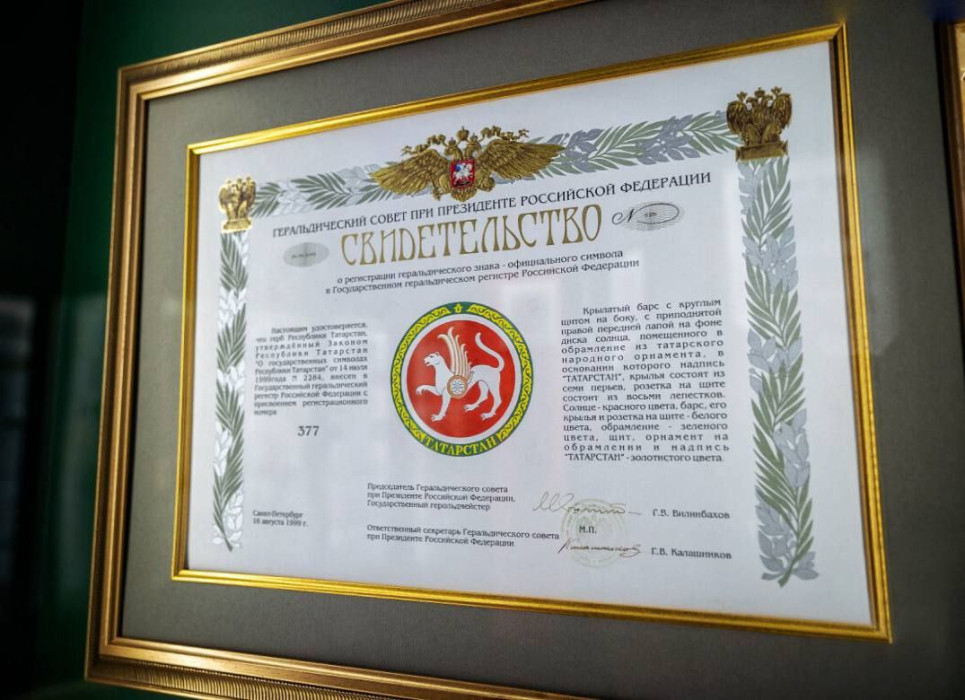 ГЕРАЛЬДИЧЕСКИЙ СОВЕТ ПРИ ПРЕЗИДЕНТЕ РОССИЙСКОЙ ФЕДЕРАЦИИ
СВИДЕТЕЛЬСТВО
№
о регистрации геральдического знака - официального символа
в Государственном геральдическом регистре Российской Федерации
Настоящим удостоверяется,
что герб Республики Татарстан,
утверждённый Законом
Республики Татарстан
"О государственных символах
Республики Татарстан" от 14 июля
1999года № 2284, внесен в
Государственный геральдический
регистр Российской Федерации с
присвоением регистрационного
номера
377
ТАТАРСТАН
Крылатый барс с круглым
щитом на боку, с приподнятой
правой передней лапой на фоне
диска солнца, помещенного в
обрамление из татарского
народного орнамента, в
основании которого надпись
"ТАТАРСТАН", крылья состоят из
семи перьев, розетка на щите
состоит из восьми лепестков.
Солнце - красного цвета, барс, его
крылья и розетка на щите - белого
цвета, обрамление - зеленого
цвета, щит, орнамент на
обрамлении и надпись
"ТАТАРСТАН" - золотистого цвета.
Председатель Геральдического совета
при Президенте Российской Федерации,
Государственный герольдмейстер
Г.В. Вилинбахов
М.П.
Ответственный секретарь Геральдического совета
при Президенте Российской Федерации
Г.В. Калашников
Санкт-Петербург
18 августа 1999 г.